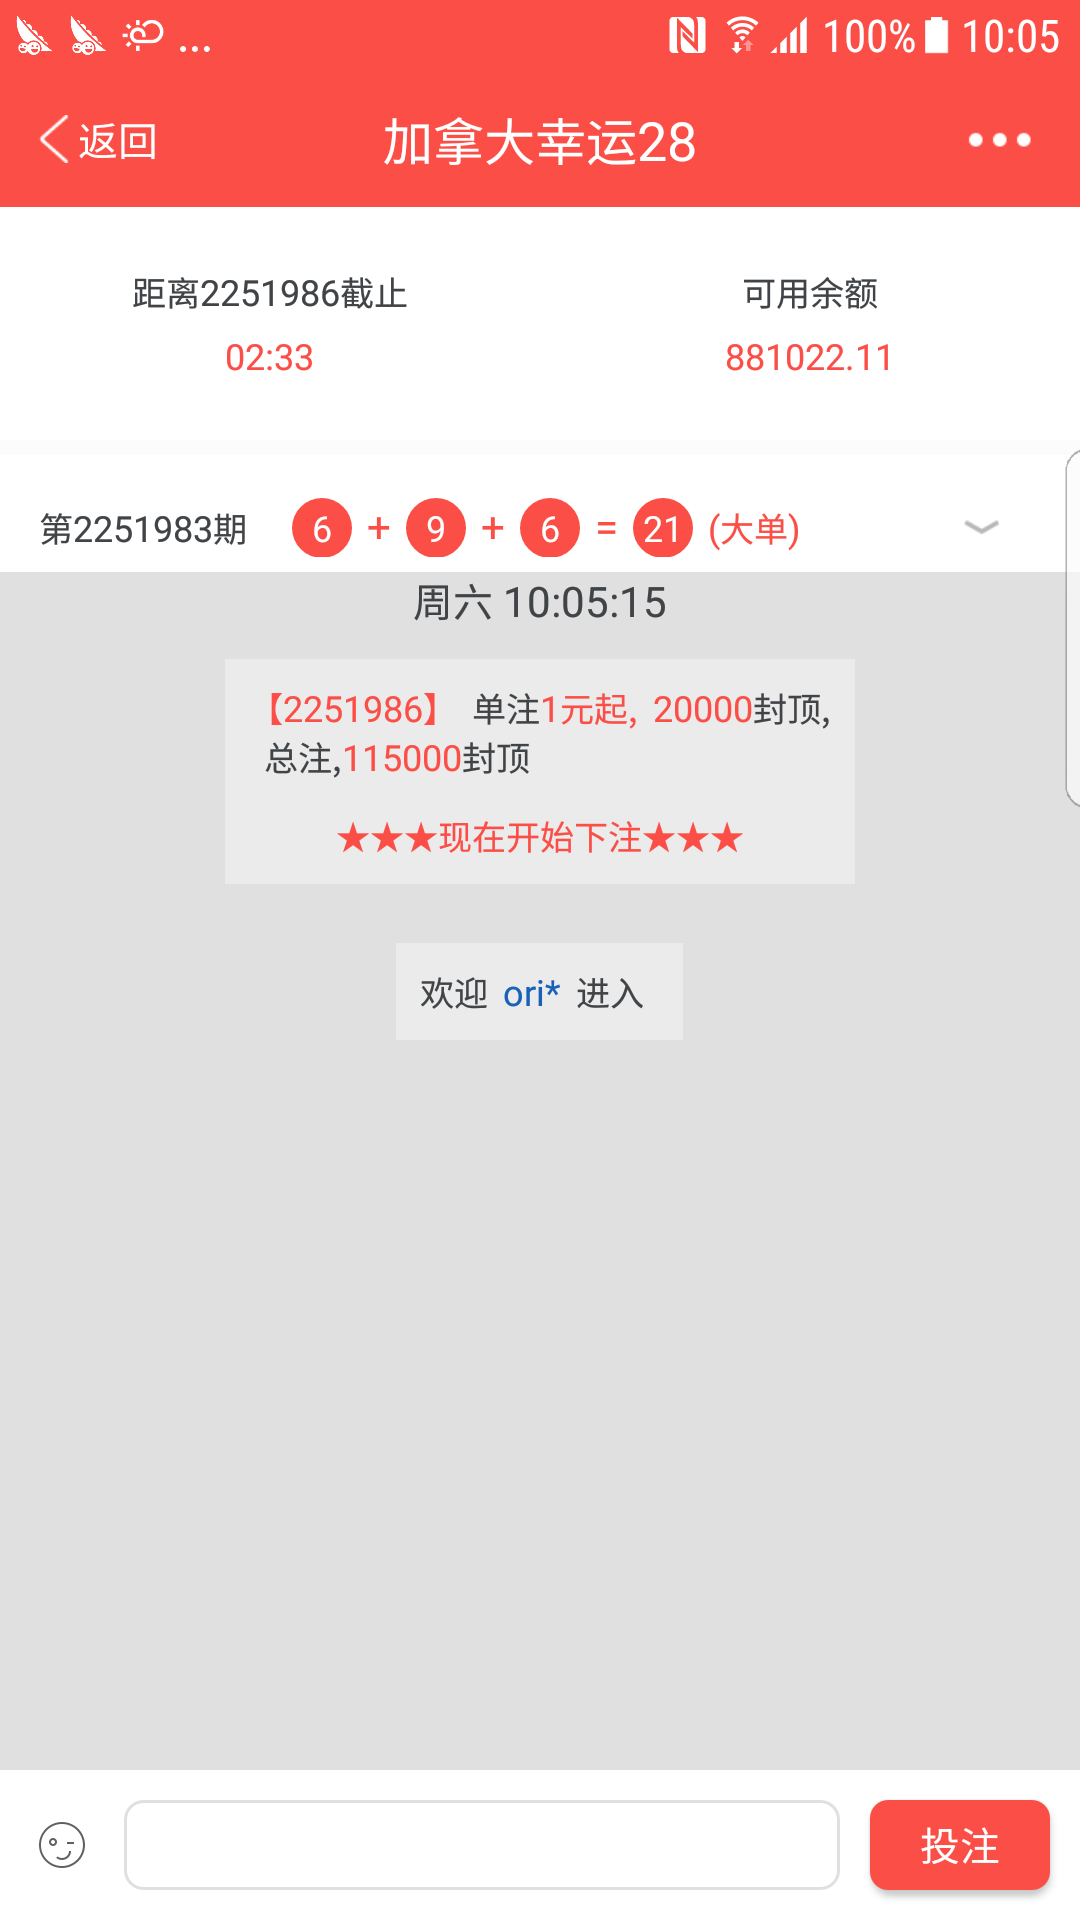 100% 10:05
返回 加拿大幸运28
距离2251986截止 可用余额
02:33 881022.11
第2251983期 6 + 9 + 6 = 21 (大单)
周六 10:05:15
【2251986】 单注1元起, 20000封顶,
总注,115000封顶
★★★现在开始下注★★★
欢迎 ori* 进入
投注